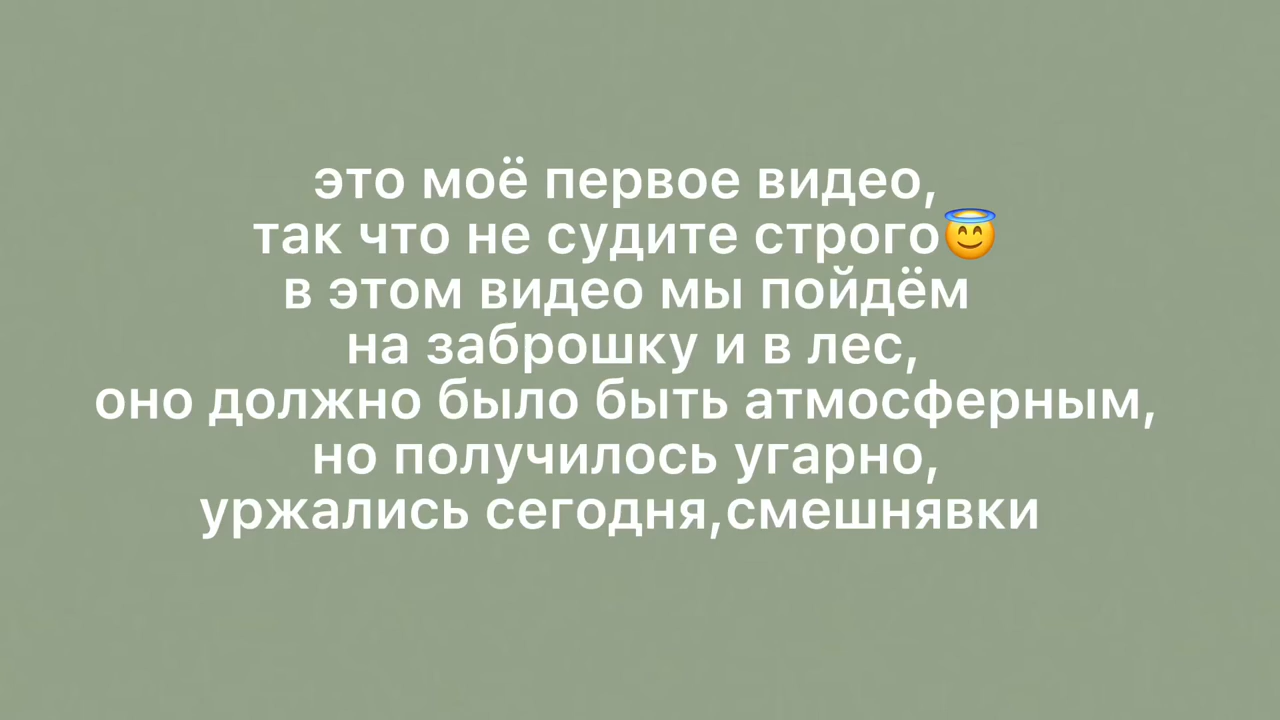 это моё первое видео,
так что не судите строго😇
в этом видео мы пойдём
на заброшку и в лес,
оно должно было быть атмосферным,
но получилось угарно,
уржались сегодня,смешнявки